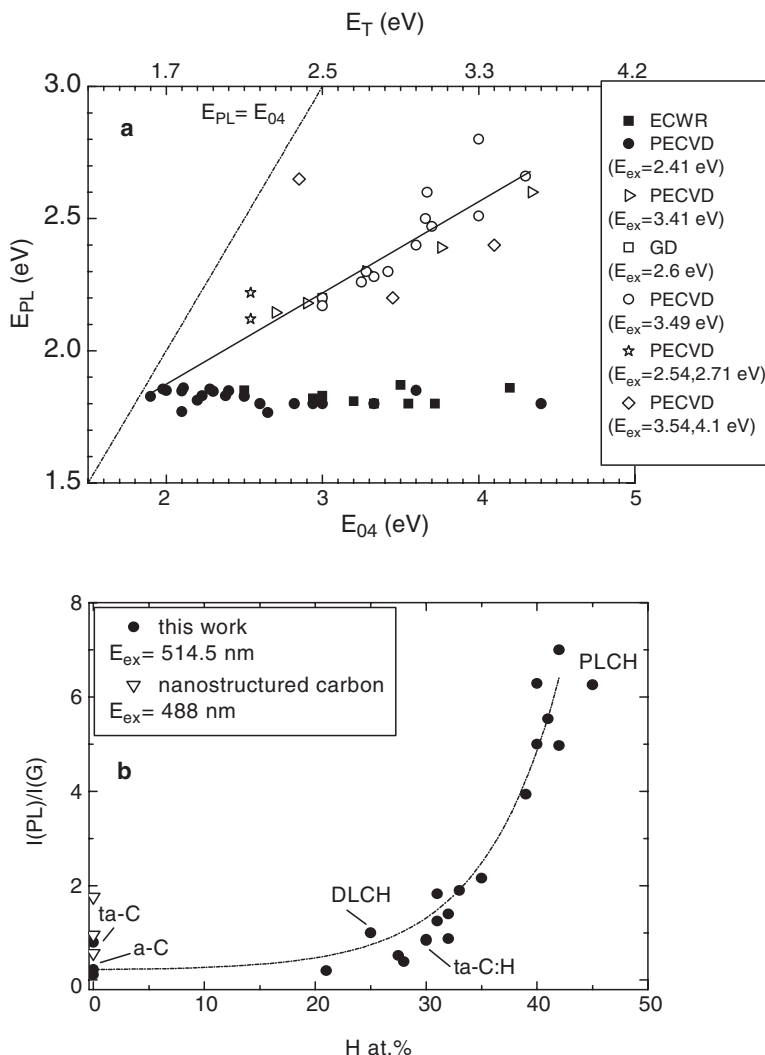 E_T (eV)
1.7 2.5 3.3 4.2
3.0
2.5
2.0
1.5
E_PL (eV)
a
E_PL= E_04
ECWR
PECVD
(E_ex=2.41 eV)
PECVD
(E_ex=3.41 eV)
GD
(E_ex=2.6 eV)
PECVD
(E_ex=3.49 eV)
PECVD
(E_ex=2.54,2.71 eV)
PECVD
(E_ex=3.54,4.1 eV)
2 3 4 5
E_04 (eV)
8
6
4
2
0
I(PL)/I(G)
this work
E_ex= 514.5 nm
nanostructured carbon
E_ex= 488 nm
b
PLCH
DLCH
ta-C
a-C
ta-C:H
0 10 20 30 40 50
H at.%